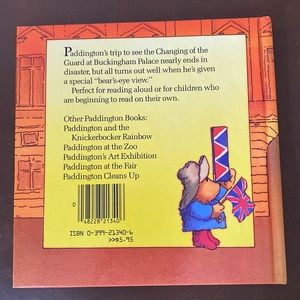 Paddington's trip to see the Changing of the
Guard at Buckingham Palace nearly ends in
disaster, but all turns out well when he's given
a special "bear's-eye view."
Perfect for reading aloud or for children who
are beginning to read on their own.
Other Paddington Books:
Paddington and the
Knickerbocker Rainbow
Paddington at the Zoo
Paddington's Art Exhibition
Paddington at the Fair
Paddington Cleans Up
0
48228 21340
ISBN 0-399-21340-6
>>$5.95